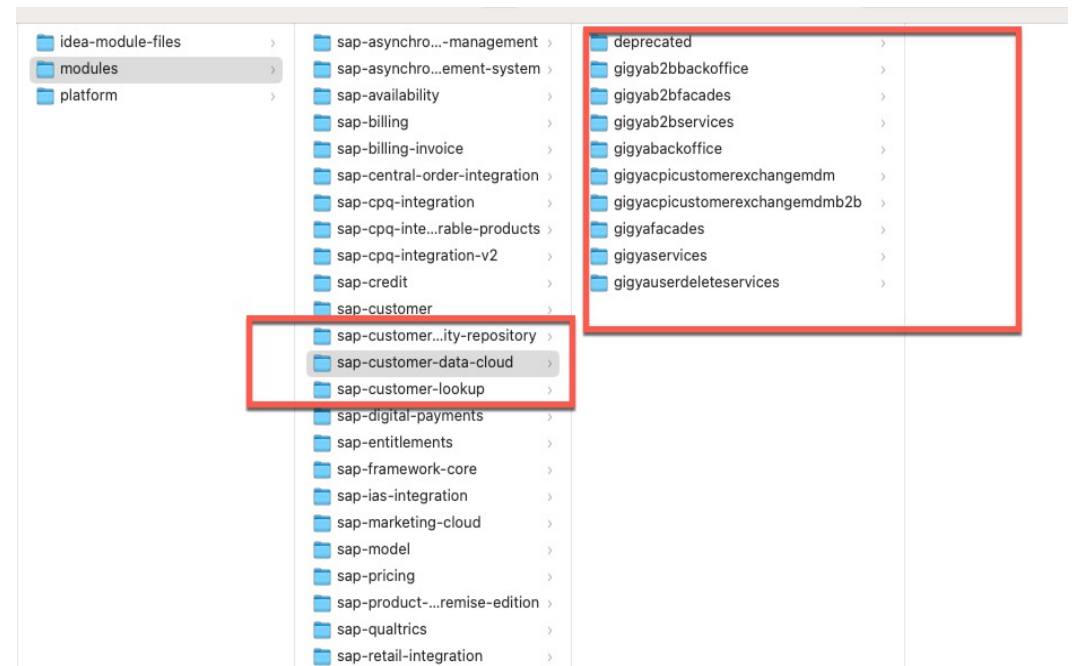 idea-module-files
modules
platform
sap-asynchro...-management
sap-asynchro...ement-system
sap-availability
sap-billing
sap-billing-invoice
sap-central-order-integration
sap-cpq-integration
sap-cpq-inte...rable-products
sap-cpq-integration-v2
sap-credit
sap-customer
sap-customer...ity-repository
sap-customer-data-cloud
sap-customer-lookup
sap-digital-payments
sap-entitlements
sap-framework-core
sap-ias-integration
sap-marketing-cloud
sap-model
sap-pricing
sap-product-...remise-edition
sap-qualtrics
sap-retail-integration
deprecated
gigyab2bbackoffice
gigyab2bfacades
gigyab2bservices
gigyabackoffice
gigyacpicustomerexchangemdm
gigyacpicustomerexchangemdmb2b
gigyafacades
gigyaservices
gigyauserdeleteservices